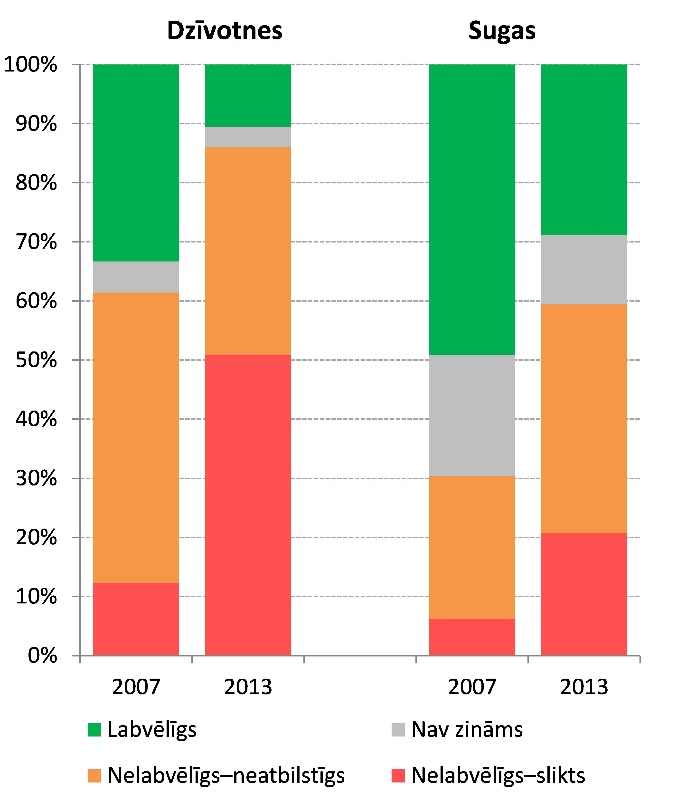 Dzīvotnes Sugas
100%
90%
80%
70%
60%
50%
40%
30%
20%
10%
0%
2007 2013 2007 2013
Labvēlīgs Nav zināms
Nelabvēlīgs–neatbilstīgs Nelabvēlīgs–slikts